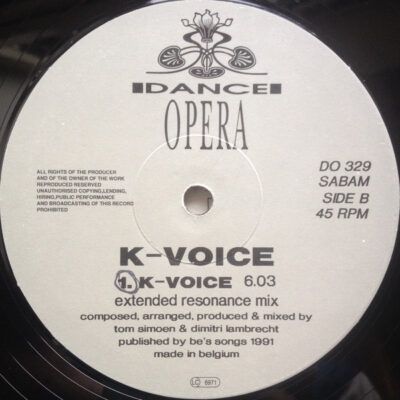 DANCE
OPERA
ALL RIGHTS OF THE PRODUCER
AND OF THE OWNER OF THE WORK
REPRODUCED RESERVED
UNAUTHORISED COPYING,LENDING,
HIRING,PUBLIC PERFORMANCE
AND BROADCASTING OF THIS RECORD
PROHIBITED
DO 329
SABAM
SIDE B
45 RPM
K-VOICE
1. K-VOICE 6.03
extended resonance mix
composed, arranged, produced & mixed by
tom simoen & dimitri lambrecht
published by be's songs 1991
made in belgium
LC 8971